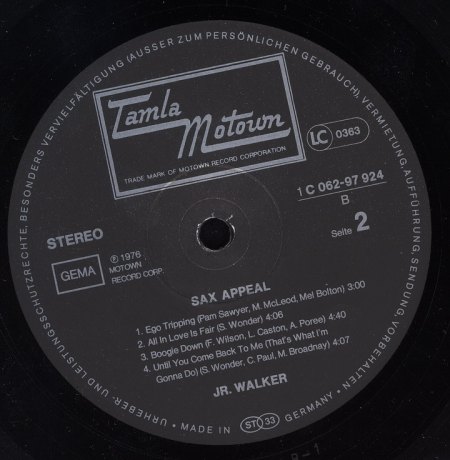 URHEBER- UND LEISTUNGSSCHUTZRECHTE, BESONDERS VERVIELFÄLTIGUNG (AUSSER ZUM PERSÖNLICHEN GEBRAUCH), VERMIETUNG, AUFFÜHRUNG, SENDUNG, VORBEHALTEN
Tamla
Motown
TRADE MARK OF MOTOWN RECORD CORPORATION
LC 0363
1 C 062-97 924
B
Seite 2
STEREO
GEMA
℗ 1976
MOTOWN
RECORD CORP.
SAX APPEAL
1. Ego Tripping (Pam Sawyer, M. McLeod, Mel Bolton) 3:00
2. All In Love Is Fair (S. Wonder) 4:06
3. Boogie Down (F. Wilson, L. Caston, A. Poree) 4:40
4. Until You Come Back To Me (That's What I'm
Gonna Do) (S. Wonder, C. Paul, M. Broadnay) 4:07
JR. WALKER
MADE IN GERMANY
ST 33